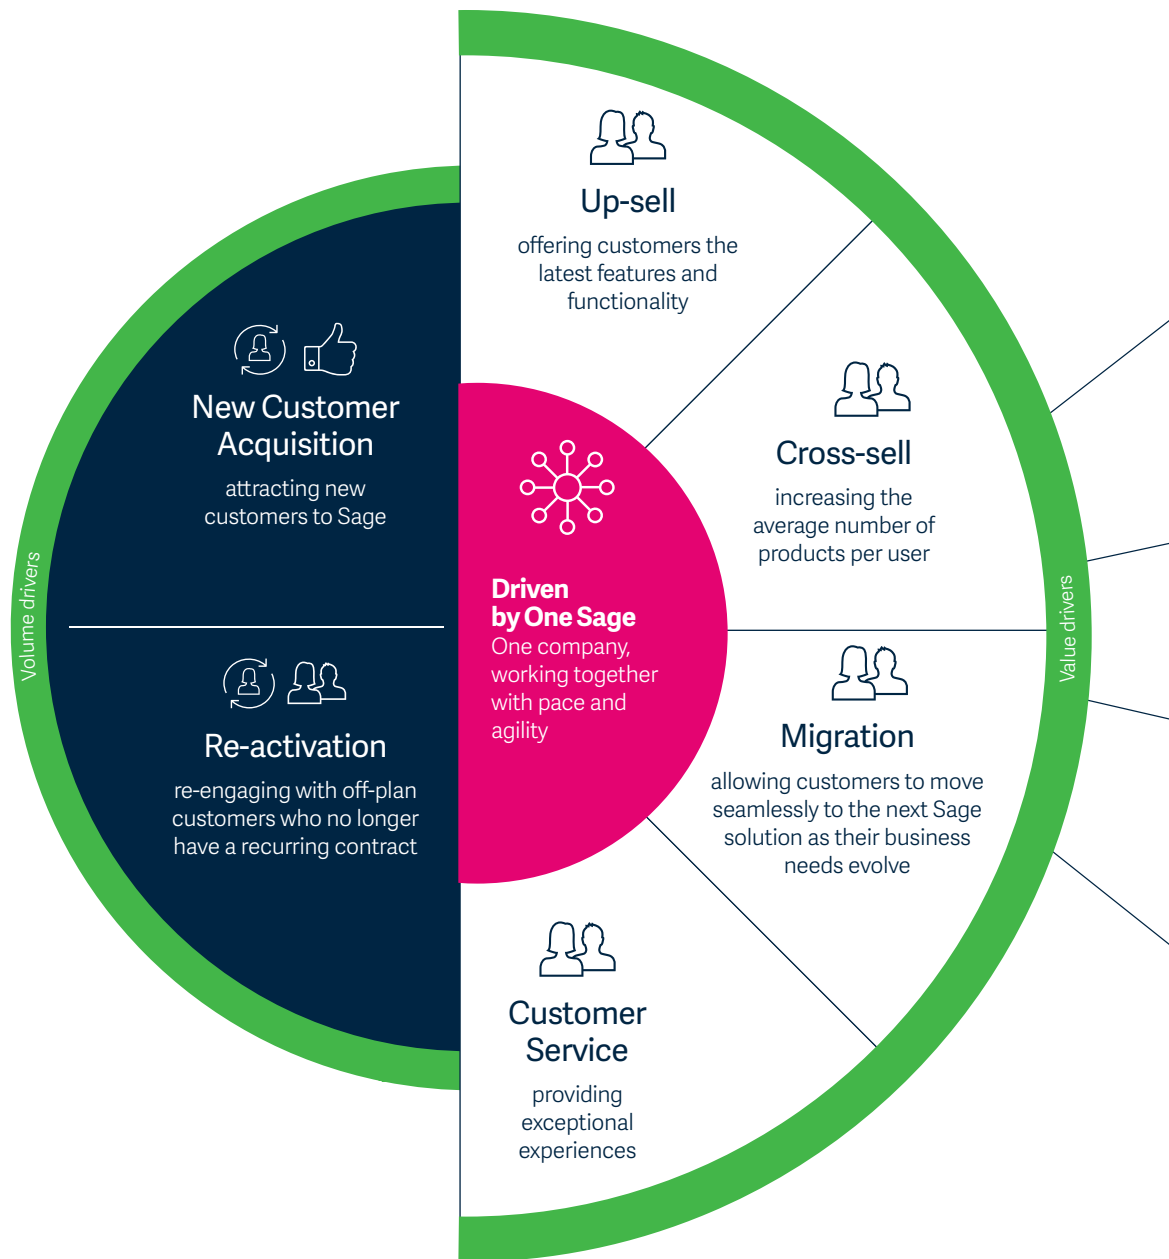 Volume drivers
New Customer
Acquisition
attracting new
customers to Sage
Re-activation
re-engaging with off-plan
customers who no longer
have a recurring contract
Driven
by One Sage
One company,
working together
with pace and
agility
Up-sell
offering customers the
latest features and
functionality
Cross-sell
increasing the
average number of
products per user
Migration
allowing customers to move
seamlessly to the next Sage
solution as their business
needs evolve
Customer
Service
providing
exceptional
experiences
Value drivers